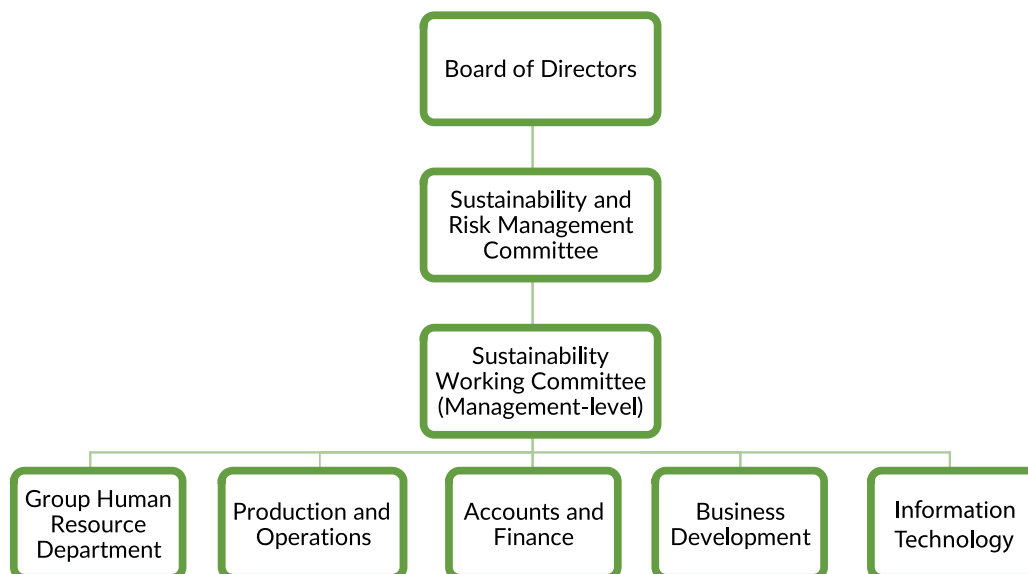 Board of Directors
Sustainability and
Risk Management
Committee
Sustainability
Working Committee
(Management-level)
Group Human
Resource
Department
Production and
Operations
Accounts and
Finance
Business
Development
Information
Technology